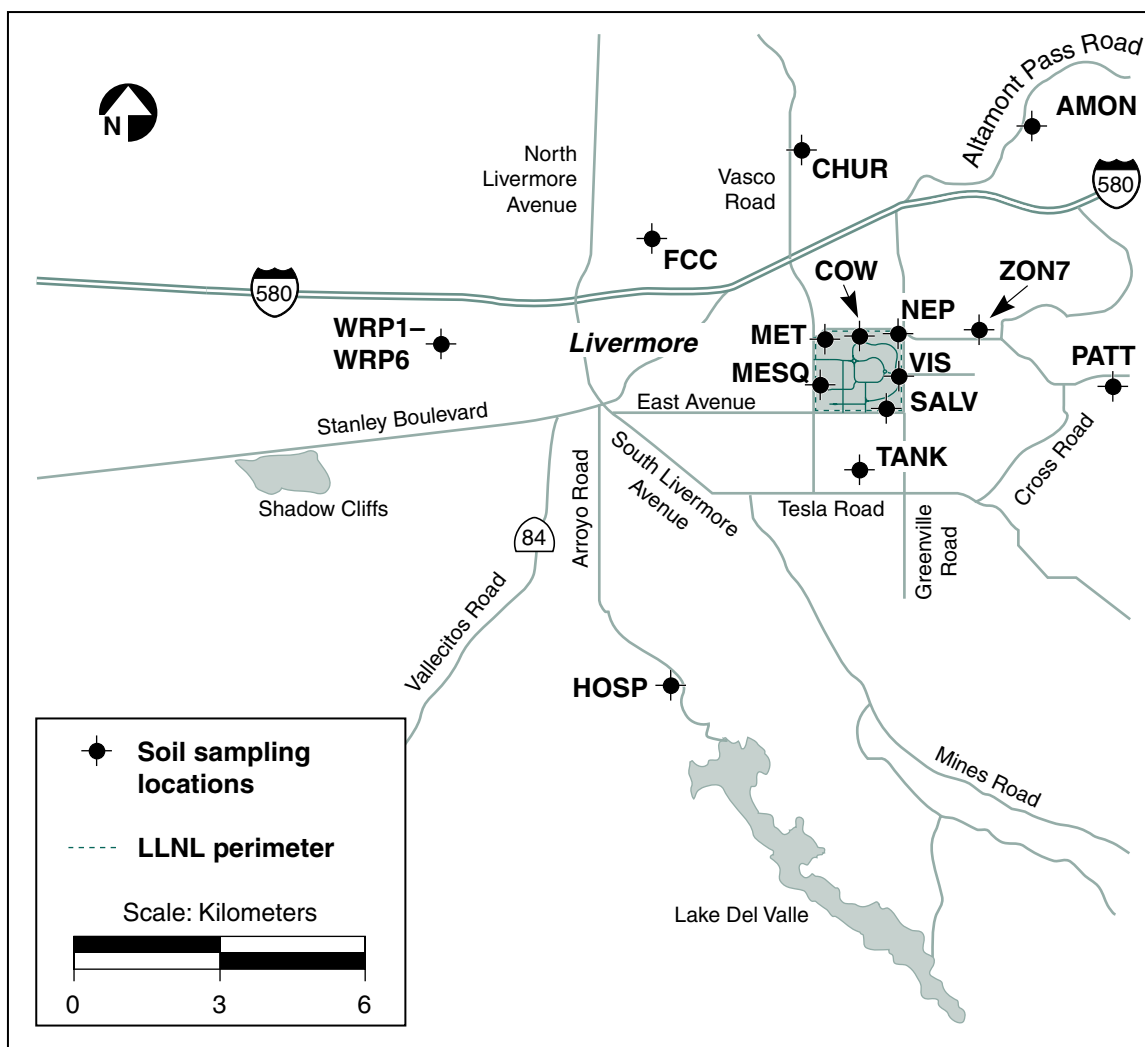 Altamont Pass Road
AMON
N
North
Livermore
Avenue
Vasco
Road
CHUR
580
FCC
COW
ZON7
580
NEP
WRP1–
WRP6
Livermore
MET
VIS
PATT
MESQ
SALV
East Avenue
Stanley Boulevard
TANK
Cross Road
Shadow Cliffs
South Livermore
Avenue
Tesla Road
Arroyo Road
84
Greenville
Road
Vallecitos Road
HOSP
Mines Road
Lake Del Valle
Soil sampling
locations
LLNL perimeter
Scale: Kilometers
0 3 6